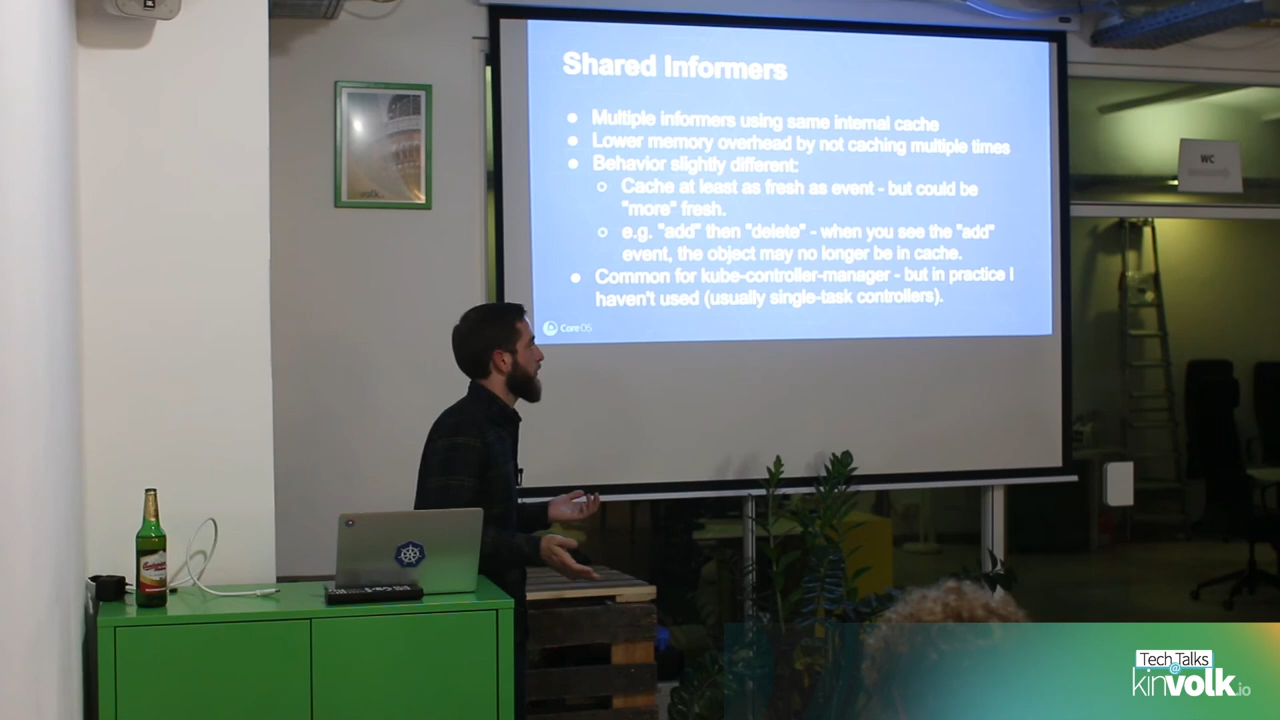 Shared Informers
● Multiple informers using same internal cache
● Lower memory overhead by not caching multiple times
● Behavior slightly different:
○ Cache at least as fresh as event - but could be
"more" fresh.
○ e.g. "add" then "delete" - when you see the "add"
event, the object may no longer be in cache.
● Common for kube-controller-manager - but in practice I
haven't used (usually single-task controllers).
CoreOS
WC
volk
JBL
Tech Talks
@
kinvolk.io